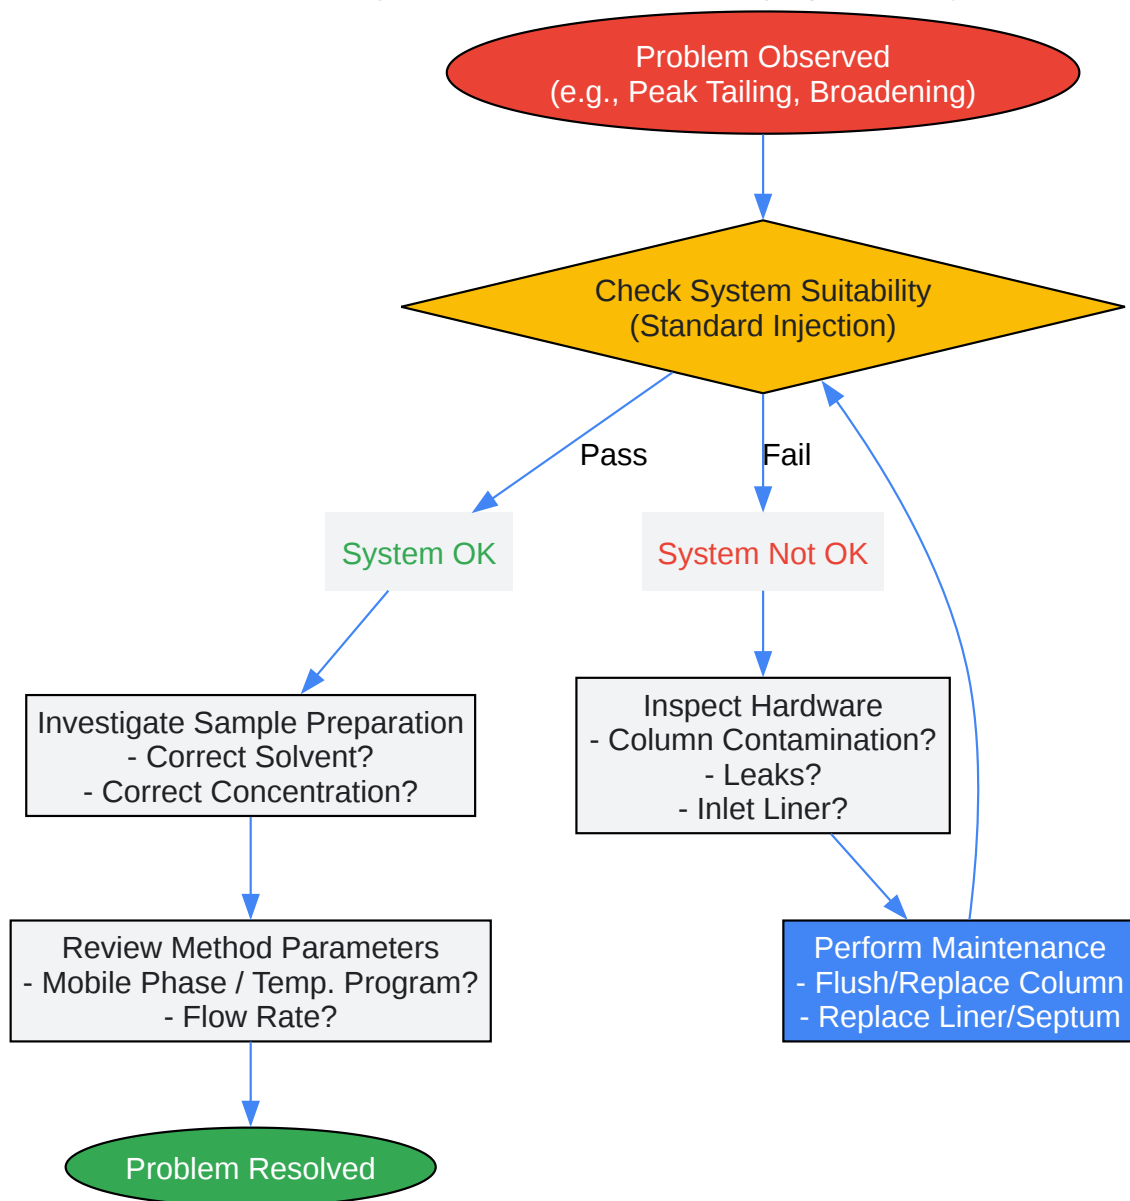 Problem Observed
(e.g., Peak Tailing, Broadening)
Check System Suitability
(Standard Injection)
Pass
Fail
System OK
System Not OK
Investigate Sample Preparation
- Correct Solvent?
- Correct Concentration?
Inspect Hardware
- Column Contamination?
- Leaks?
- Inlet Liner?
Review Method Parameters
- Mobile Phase / Temp. Program?
- Flow Rate?
Perform Maintenance
- Flush/Replace Column
- Replace Liner/Septum
Problem Resolved